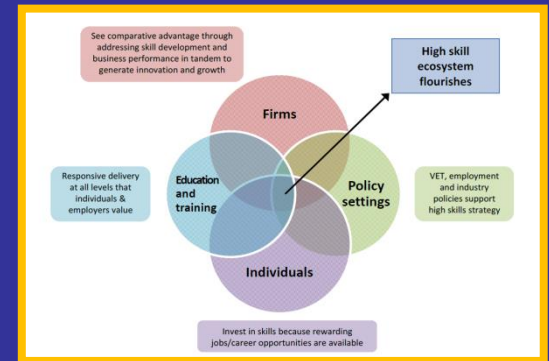 See comparative advantage through
addressing skill development and
business performance in tandem to
generate innovation and growth
High skill
ecosystem
flourishes
Firms
Responsive delivery
at all levels that
individuals &
employers value
Education
and
training
Policy
settings
VET, employment
and industry
policies support
high skills strategy
Individuals
Invest in skills because rewarding
jobs/career opportunities are available